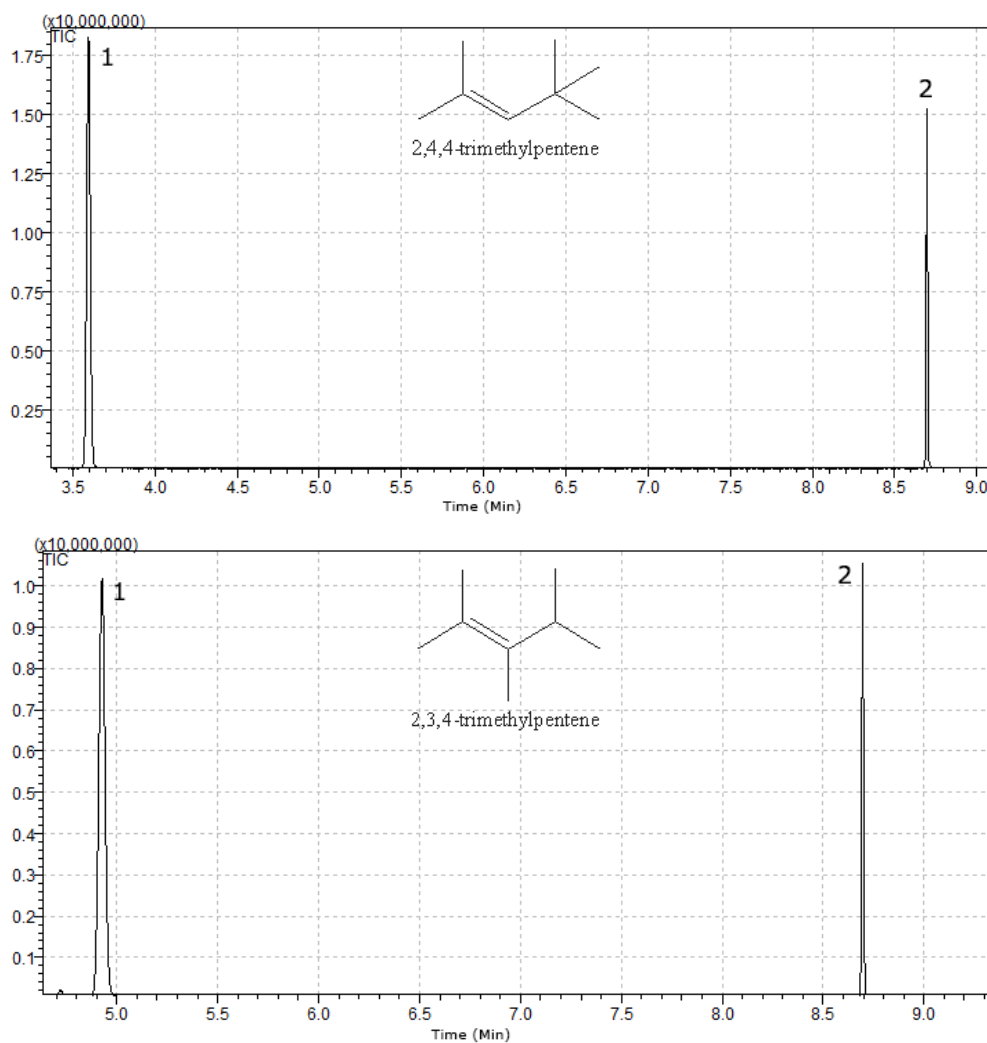 (x10,000,000)
TIC
1
1.75
2
1.50
2,4,4-trimethylpentene
1.25
1.00
0.75
0.50
0.25
3.5 4.0 4.5 5.0 5.5 6.0 6.5 7.0 7.5 8.0 8.5 9.0
Time (Min)
(x10,000,000)
TIC
1 2
1.0
0.9
0.8
0.7
2,3,4-trimethylpentene
0.6
0.5
0.4
0.3
0.2
0.1
5.0 5.5 6.0 6.5 7.0 7.5 8.0 8.5 9.0
Time (Min)